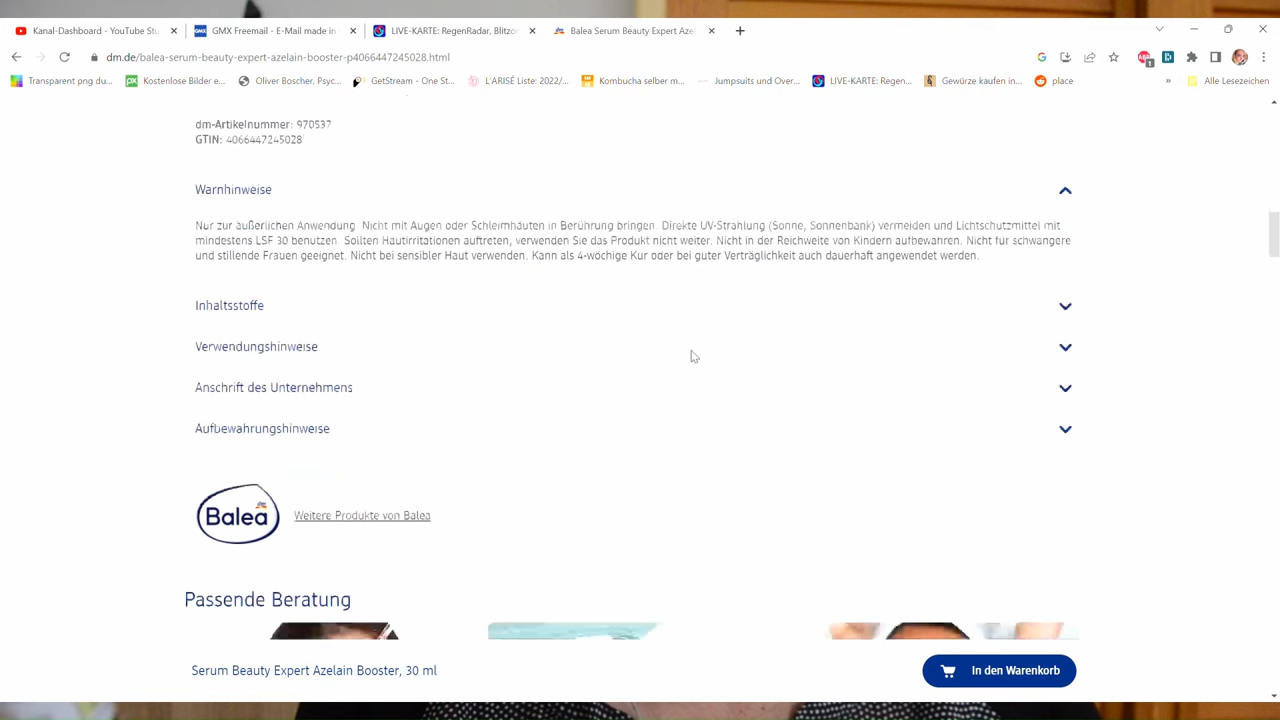 Kanal-Dashboard - YouTube Stu
GMX Freemail - E-Mail made in
LIVE-KARTE: RegenRadar, Blitzo
Balea Serum Beauty Expert Azel
dm.de/balea-serum-beauty-expert-azelain-booster-p4066447245028.html
Transparent png du...
Kostenlose Bilder e...
Oliver Boscher, Psyc...
GetStream - One St...
L'ARISÉ Liste: 2022/...
Kombucha selber m...
Jumpsuits und Over...
LIVE-KARTE: Regen...
Gewürze kaufen in...
place
»
Alle Lesezeichen
dm-Artikelnummer: 970537
GTIN: 4066447245028
Warnhinweise
Nur zur äußerlichen Anwendung. Nicht mit Augen oder Schleimhäuten in Berührung bringen. Direkte UV-Strahlung (Sonne, Sonnenbank) vermeiden und Lichtschutzmittel mit
mindestens LSF 30 benutzen. Sollten Hautirritationen auftreten, verwenden Sie das Produkt nicht weiter. Nicht in der Reichweite von Kindern aufbewahren. Nicht für schwangere
und stillende Frauen geeignet. Nicht bei sensibler Haut verwenden. Kann als 4-wöchige Kur oder bei guter Verträglichkeit auch dauerhaft angewendet werden.
Inhaltsstoffe
Verwendungshinweise
Anschrift des Unternehmens
Aufbewahrungshinweise
Balea
Weitere Produkte von Balea
Passende Beratung
Serum Beauty Expert Azelain Booster, 30 ml
In den Warenkorb